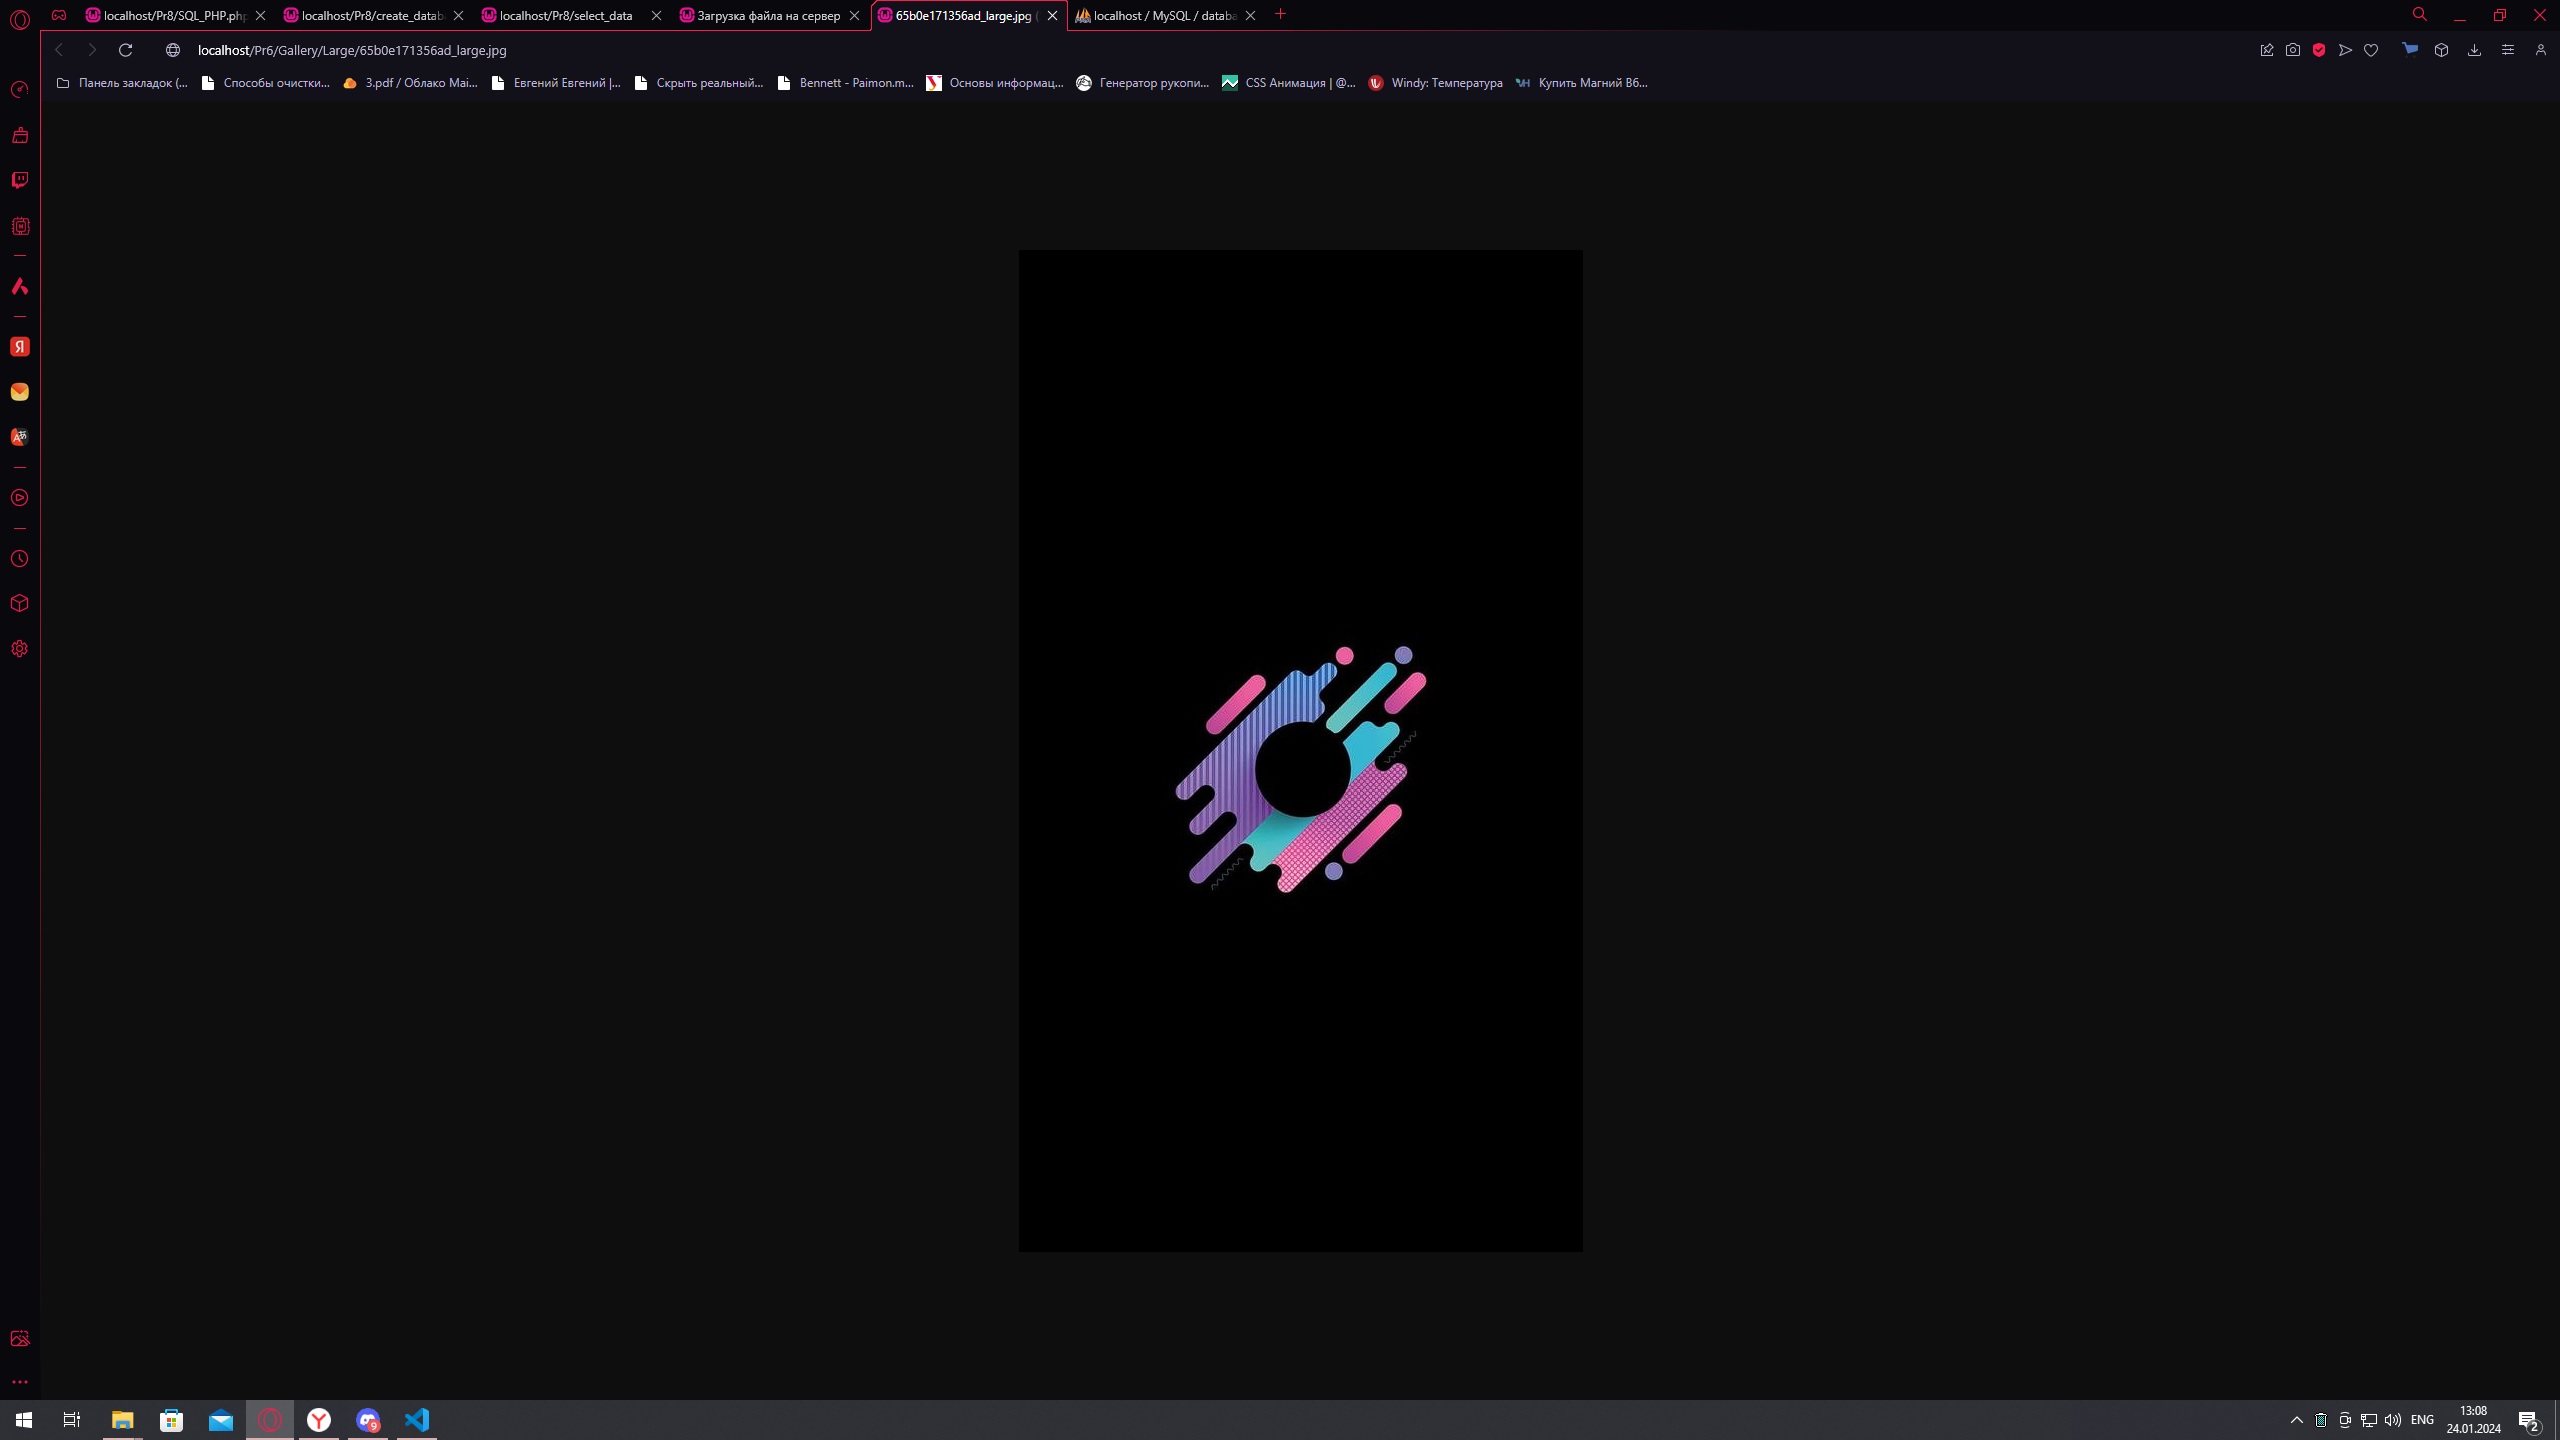 localhost/Pr8/SQL_PHP.php
localhost/Pr8/create_datab
localhost/Pr8/select_data
Загрузка файла на сервер
65b0e171356ad_large.jpg (
localhost / MySQL / databa
localhost/Pr6/Gallery/Large/65b0e171356ad_large.jpg
Панель закладок (...
Способы очистки...
3.pdf / Облако Mai...
Евгений Евгений |...
Скрыть реальный...
Bennett - Paimon.m...
Основы информац...
Генератор рукопи...
CSS Анимация | @...
Windy: Температура
Купить Магний B6...
Я
9
ENG
13:08
24.01.2024
2